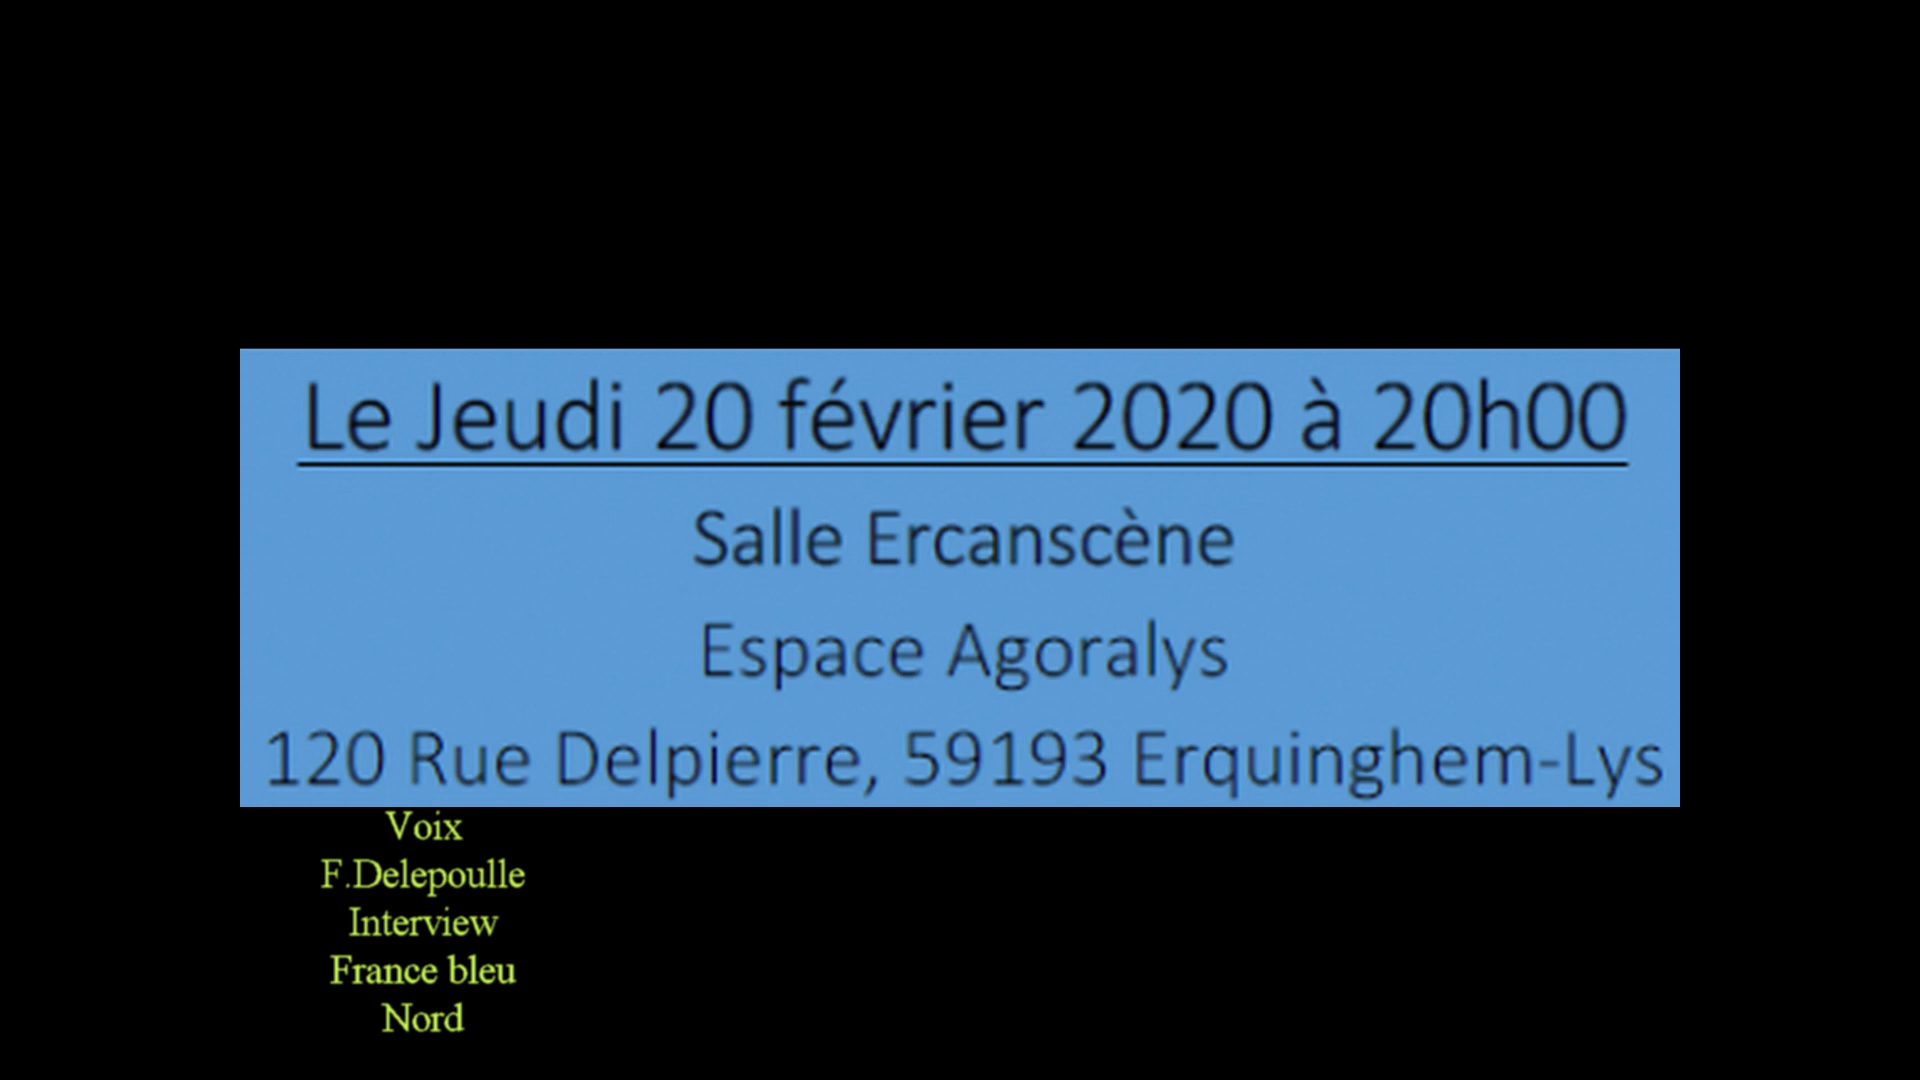 Le Jeudi 20 février 2020 à 20h00
Salle Ercanscène
Espace Agoralys
120 Rue Delpierre, 59193 Erquinghem-Lys
Voix
F.Delepoulle
Interview
France bleu
Nord